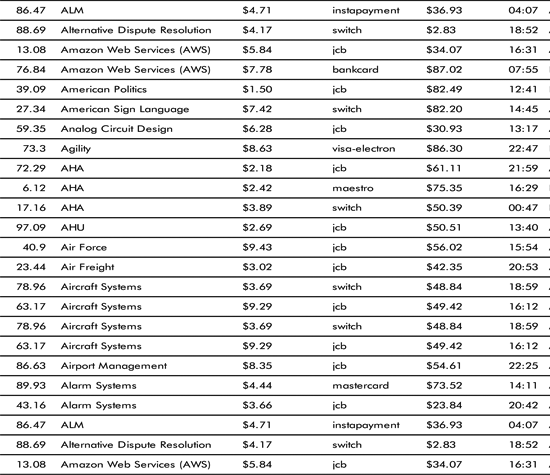 86.47 ALM $4.71 instapayment $36.93 04:07
88.69 Alternative Dispute Resolution $4.17 switch $2.83 18:52
13.08 Amazon Web Services (AWS) $5.84 jcb $34.07 16:31
76.84 Amazon Web Services (AWS) $7.78 bankcard $87.02 07:55
39.09 American Politics $1.50 jcb $82.49 12:41
27.34 American Sign Language $7.42 switch $82.20 14:45
59.35 Analog Circuit Design $6.28 jcb $30.93 13:17
73.3 Agility $8.63 visa-electron $86.30 22:47
72.29 AHA $2.18 jcb $61.11 21:59
6.12 AHA $2.42 maestro $75.35 16:29
17.16 AHA $3.89 switch $50.39 00:47
97.09 AHU $2.69 jcb $50.51 13:40
40.9 Air Force $9.43 jcb $56.02 15:54
23.44 Air Freight $3.02 jcb $42.35 20:53
78.96 Aircraft Systems $3.69 switch $48.84 18:59
63.17 Aircraft Systems $9.29 jcb $49.42 16:12
78.96 Aircraft Systems $3.69 switch $48.84 18:59
63.17 Aircraft Systems $9.29 jcb $49.42 16:12
86.63 Airport Management $8.35 jcb $54.61 22:25
89.93 Alarm Systems $4.44 mastercard $73.52 14:11
43.16 Alarm Systems $3.66 jcb $23.84 20:42
86.47 ALM $4.71 instapayment $36.93 04:07
88.69 Alternative Dispute Resolution $4.17 switch $2.83 18:52
13.08 Amazon Web Services (AWS) $5.84 jcb $34.07 16:31